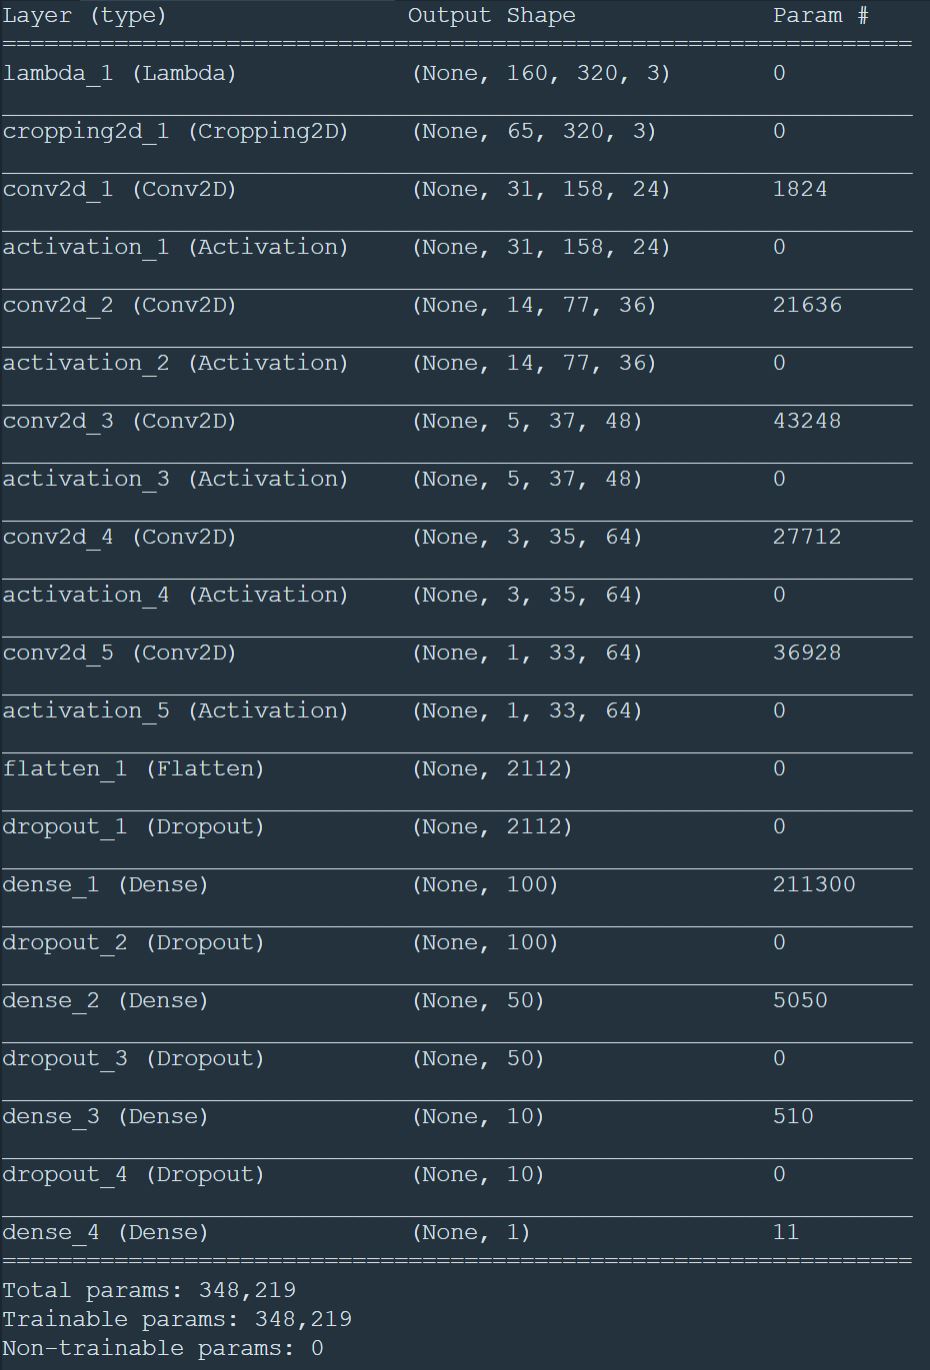 Layer (type) Output Shape Param #
=================================================================
lambda_1 (Lambda) (None, 160, 320, 3) 0
cropping2d_1 (Cropping2D) (None, 65, 320, 3) 0
conv2d_1 (Conv2D) (None, 31, 158, 24) 1824
activation_1 (Activation) (None, 31, 158, 24) 0
conv2d_2 (Conv2D) (None, 14, 77, 36) 21636
activation_2 (Activation) (None, 14, 77, 36) 0
conv2d_3 (Conv2D) (None, 5, 37, 48) 43248
activation_3 (Activation) (None, 5, 37, 48) 0
conv2d_4 (Conv2D) (None, 3, 35, 64) 27712
activation_4 (Activation) (None, 3, 35, 64) 0
conv2d_5 (Conv2D) (None, 1, 33, 64) 36928
activation_5 (Activation) (None, 1, 33, 64) 0
flatten_1 (Flatten) (None, 2112) 0
dropout_1 (Dropout) (None, 2112) 0
dense_1 (Dense) (None, 100) 211300
dropout_2 (Dropout) (None, 100) 0
dense_2 (Dense) (None, 50) 5050
dropout_3 (Dropout) (None, 50) 0
dense_3 (Dense) (None, 10) 510
dropout_4 (Dropout) (None, 10) 0
dense_4 (Dense) (None, 1) 11
=================================================================
Total params: 348,219
Trainable params: 348,219
Non-trainable params: 0